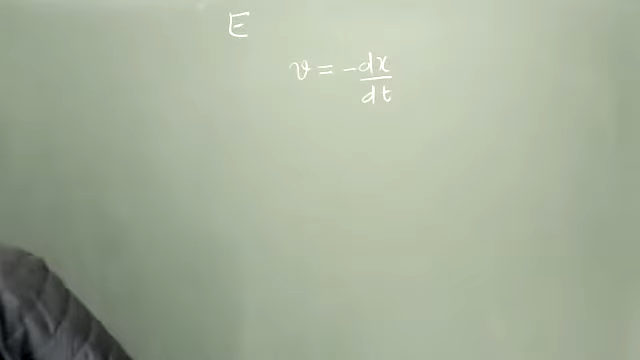 E
v = - dx/dt